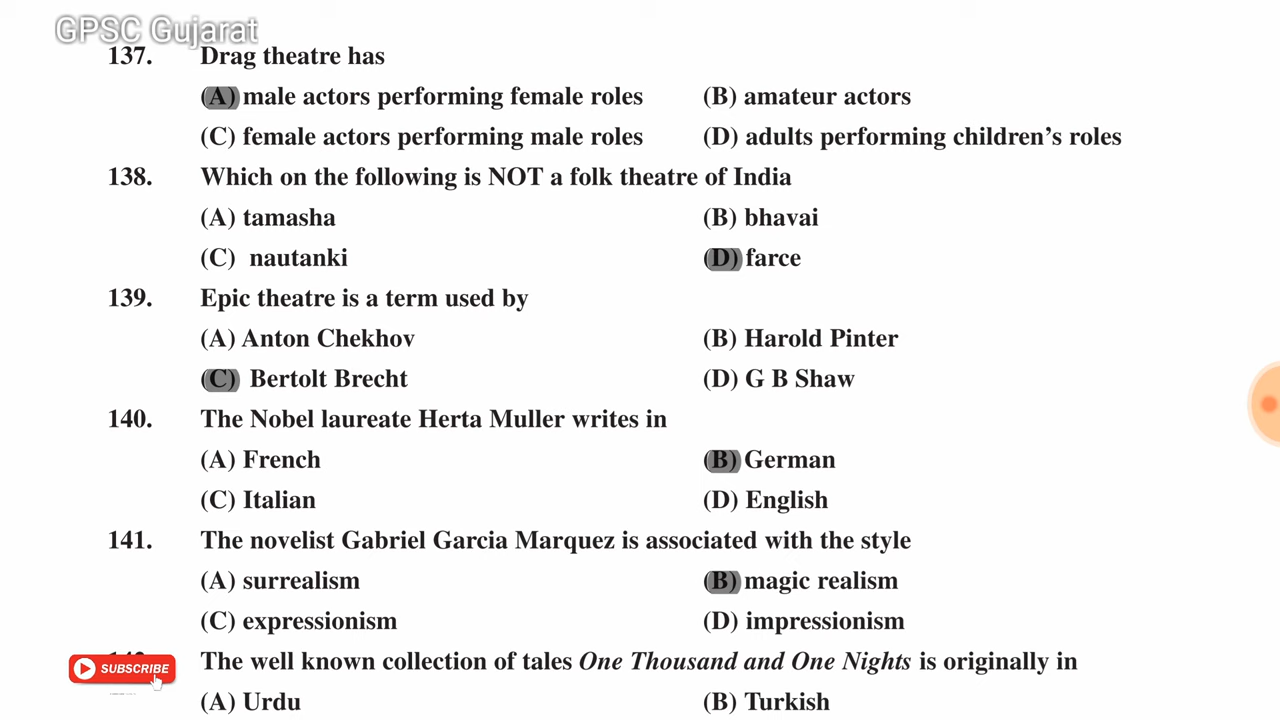 GPSC Gujarat
137. Drag theatre has
(A) male actors performing female roles (B) amateur actors
(C) female actors performing male roles (D) adults performing children's roles
138. Which on the following is NOT a folk theatre of India
(A) tamasha (B) bhavai
(C) nautanki (D) farce
139. Epic theatre is a term used by
(A) Anton Chekhov (B) Harold Pinter
(C) Bertolt Brecht (D) G B Shaw
140. The Nobel laureate Herta Muller writes in
(A) French (B) German
(C) Italian (D) English
141. The novelist Gabriel Garcia Marquez is associated with the style
(A) surrealism (B) magic realism
(C) expressionism (D) impressionism
SUBSCRIBE The well known collection of tales One Thousand and One Nights is originally in
(A) Urdu (B) Turkish